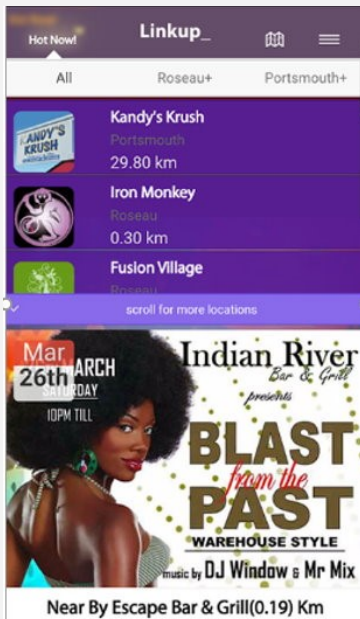 Hot Now!
Linkup_
All
Roseau+
Portsmouth+
KANDY'S
KRUSH
Kandy's Krush
Portsmouth
29.80 km
Iron Monkey
Roseau
0.30 km
Fusion Village
Roseau
scroll for more locations
Mar
26th
MARCH
SATURDAY
10PM TILL
Indian River
Bar & Grill
presents
BLAST
from the
PAST
WAREHOUSE STYLE
music by DJ Window & Mr Mix
Near By Escape Bar & Grill(0.19) Km